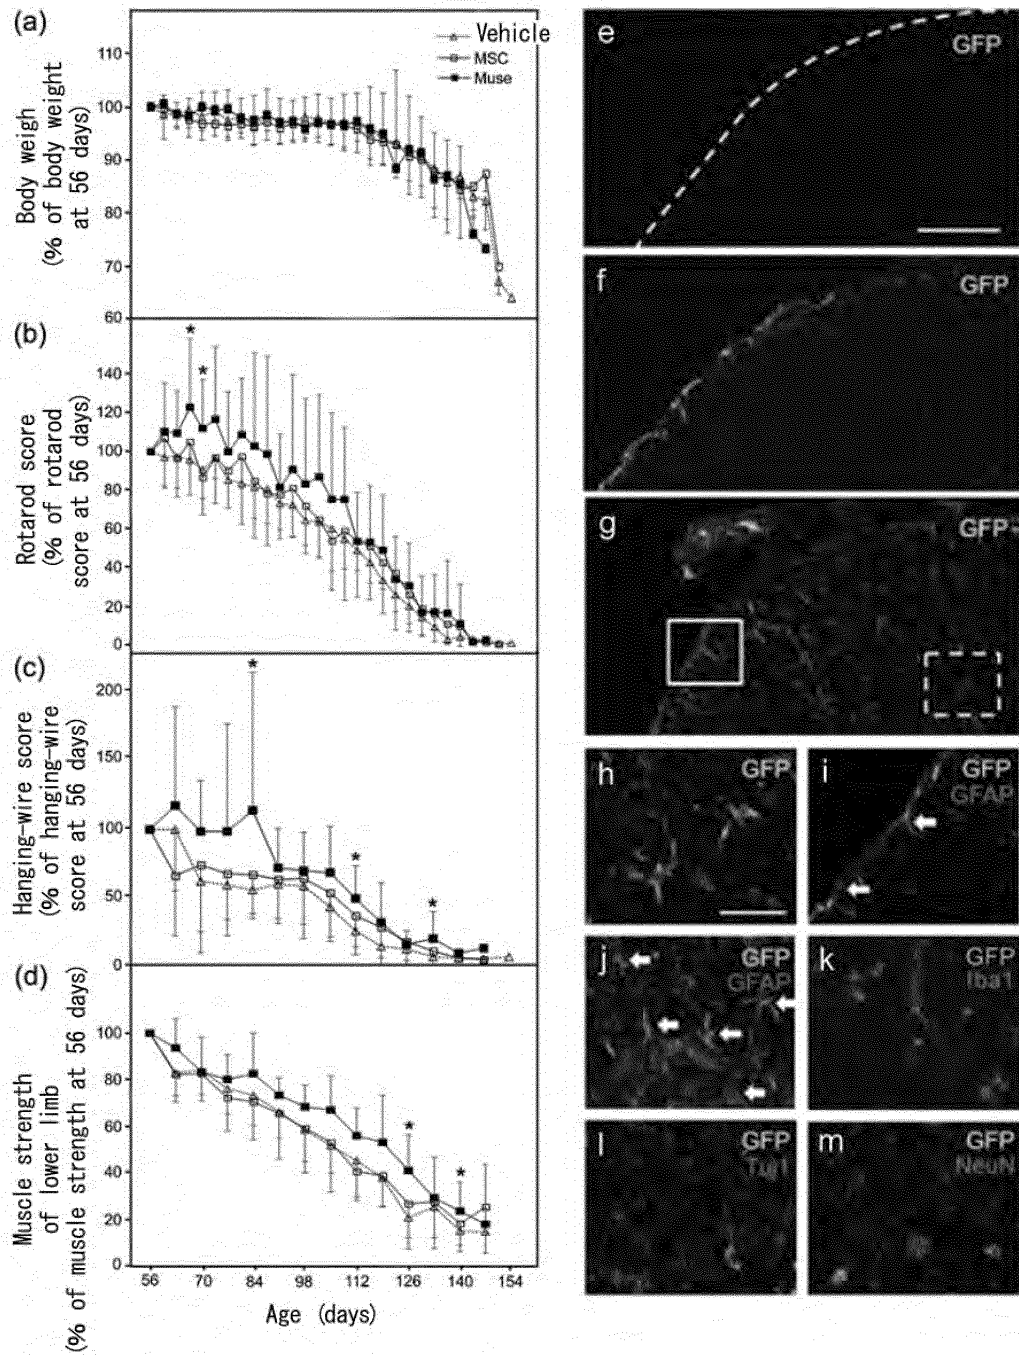 (a)
Vehicle
MSC
Muse
110
100
90
80
70
60
Body weigh
(% of body weight
at 56 days)
(b)
*
*
140
120
100
80
60
40
20
0
Rotarod score
(% of rotarod
score at 56 days)
(c)
*
*
*
200
150
100
50
0
Hanging-wire score
(% of hanging-wire
score at 56 days)
(d)
*
*
100
80
60
40
20
0
Muscle strength
of lower limb
(% of muscle strength at 56 days)
56 70 84 98 112 126 140 154
Age (days)
e
GFP
f
GFP
g
GFP
h
GFP
i
GFP
GFAP
j
GFP
GFAP
k
GFP
Iba1
l
GFP
Tuj1
m
GFP
NeuN